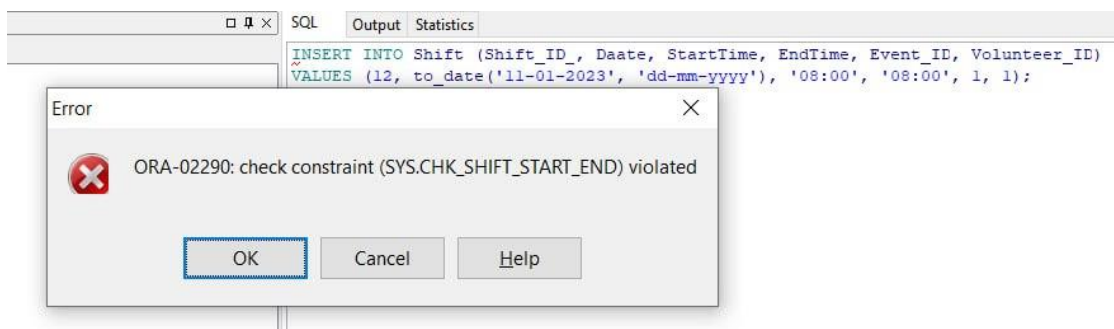 SQL Output Statistics
INSERT INTO Shift (Shift_ID_, Daate, StartTime, EndTime, Event_ID, Volunteer_ID)
VALUES (12, to_date('11-01-2023', 'dd-mm-yyyy'), '08:00', '08:00', 1, 1);
Error
ORA-02290: check constraint (SYS.CHK_SHIFT_START_END) violated
OK Cancel Help